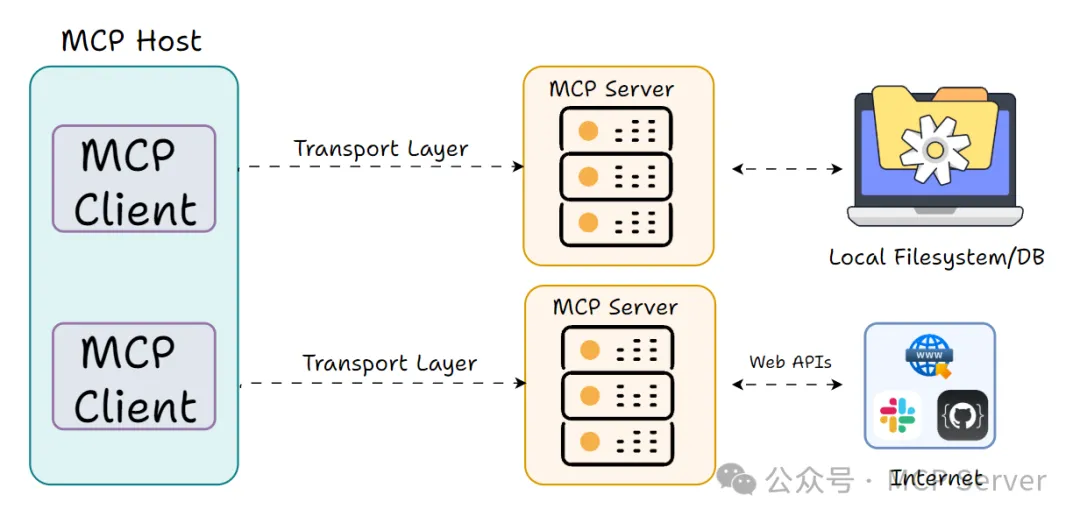 MCP Host
MCP Server
MCP
Client
Transport Layer
Local Filesystem/DB
MCP Server
MCP
Client
Transport Layer
Web APIs
WWW
Internet
公众号 · MCP Server